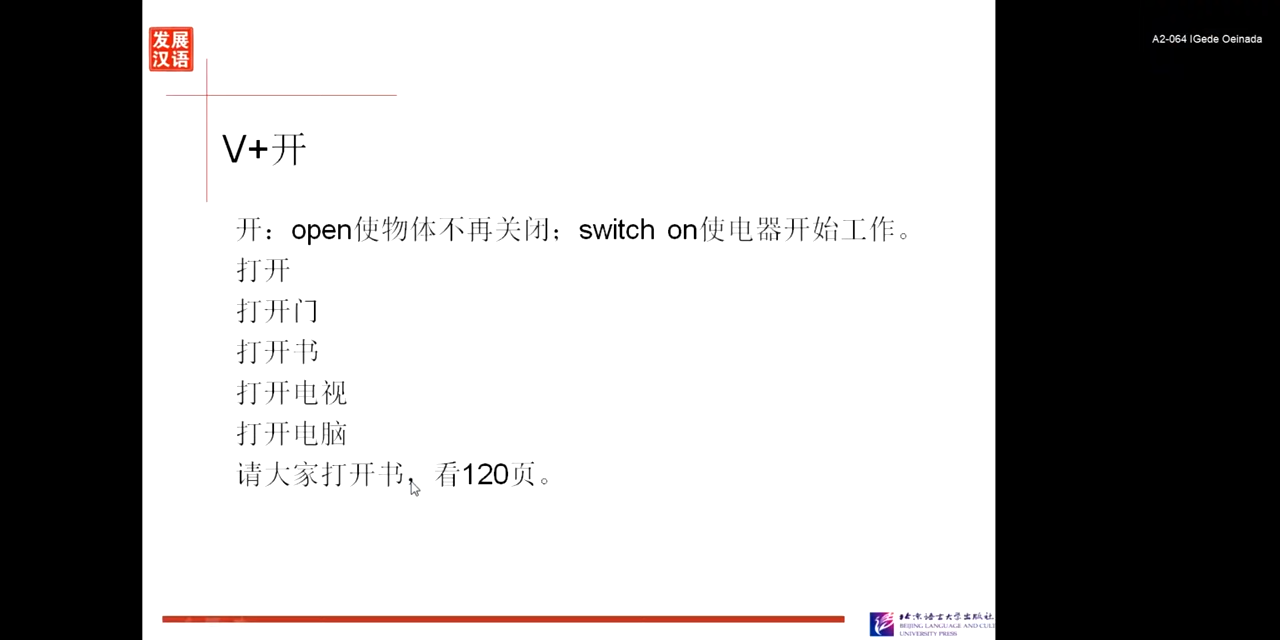 发展
汉语
A2-064 IGede Oeinada
V+开
开：open使物体不再关闭；switch on使电器开始工作。
打开
打开门
打开书
打开电视
打开电脑
请大家打开书，看120页。
北京语言大学出版社
BEIJING LANGUAGE AND CUL
UNIVERSITY PRESS